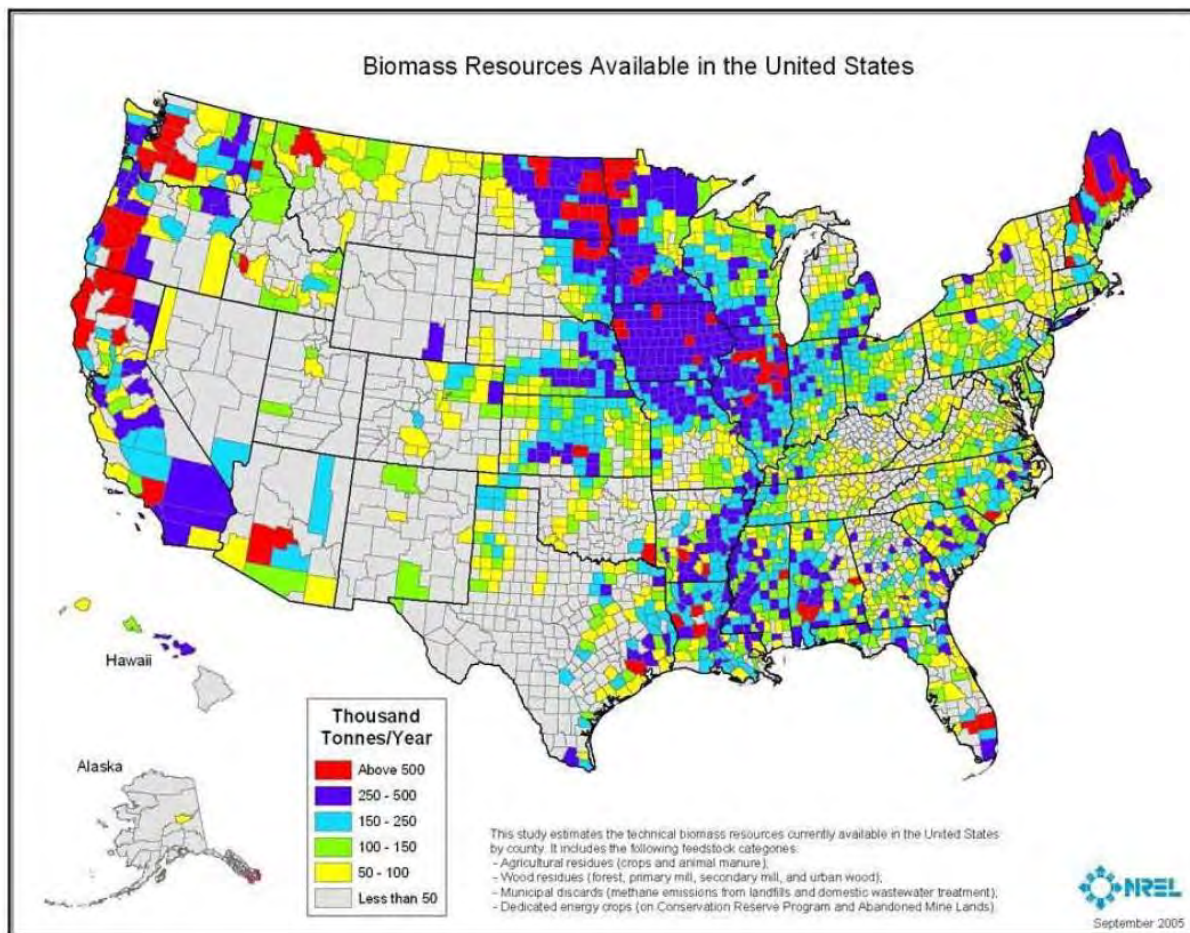 Biomass Resources Available in the United States
Hawaii
Alaska
Thousand
Tonnes/Year
Above 500
250 - 500
150 - 250
100 - 150
50 - 100
Less than 50
This study estimates the technical biomass resources currently available in the United States
by county. It includes the following feedstock categories:
- Agricultural residues (crops and animal manure);
- Wood residues (forest, primary mill, secondary mill, and urban wood);
- Municipal discards (methane emissions from landfills and domestic wastewater treatment);
- Dedicated energy crops (on Conservation Reserve Program and Abandoned Mine Lands).
NREL
September 2005